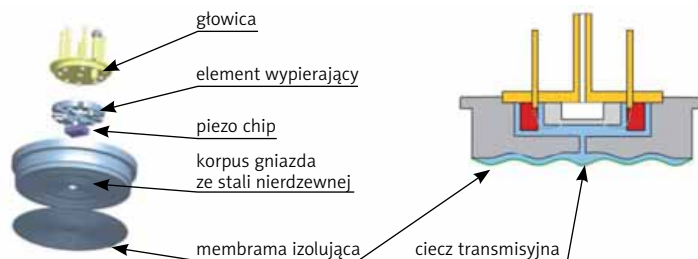 głowica
element wypierający
piezo chip
korpus gniazda
ze stali nierdzewnej
membrama izolująca
ciecz transmisyjna